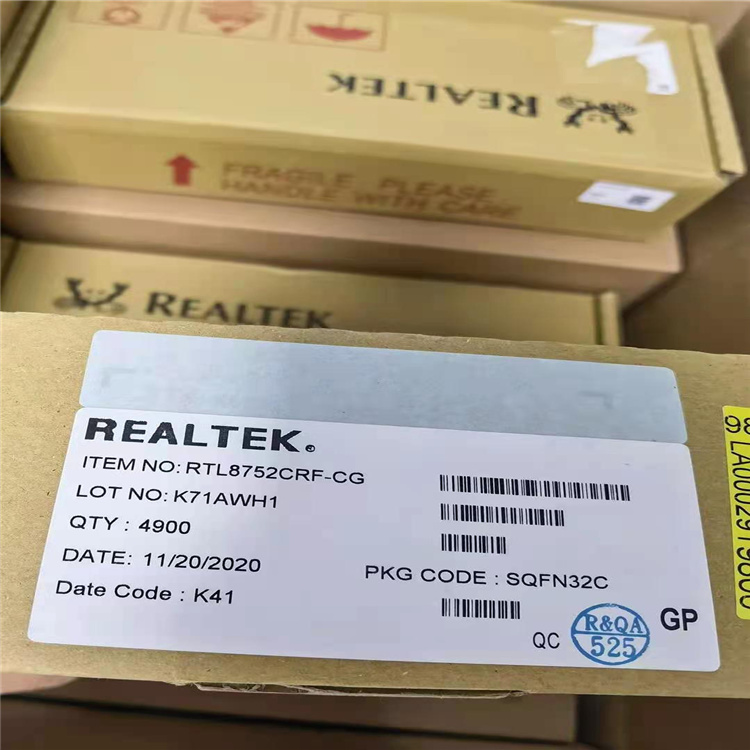 REALTEK
FRAGILE PLEASE
HANDLE WITH CARE
REALTEK
REALTEK®
ITEM NO: RTL8752CRF-CG
LOT NO: K71AWH1
QTY : 4900
DATE: 11/20/2020
PKG CODE : SQFN32C
Date Code : K41
QC
R&QA
525
GP